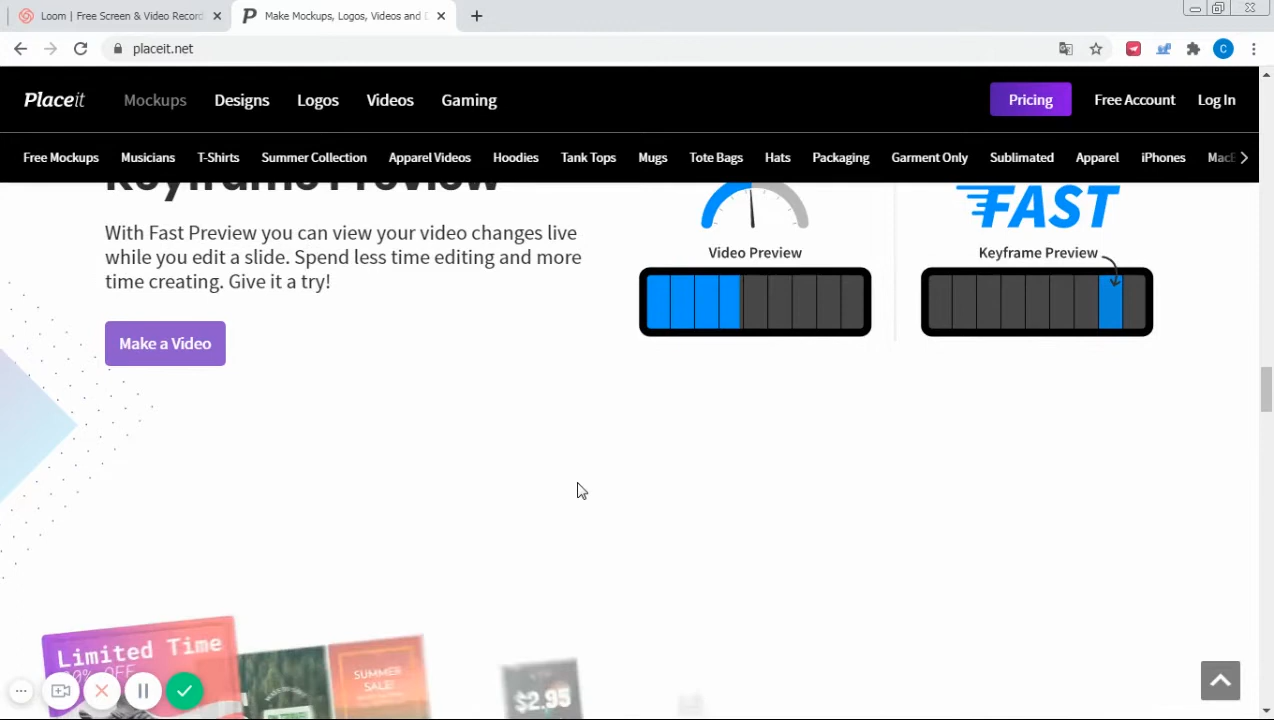 Loom | Free Screen & Video Record
Make Mockups, Logos, Videos and D
placeit.net
C
Placeit Mockups Designs Logos Videos Gaming Pricing Free Account Log In
Free Mockups Musicians T-Shirts Summer Collection Apparel Videos Hoodies Tank Tops Mugs Tote Bags Hats Packaging Garment Only Sublimated Apparel iPhones
Keyframe Preview
FAST
With Fast Preview you can view your video changes live
while you edit a slide. Spend less time editing and more
time creating. Give it a try!
Video Preview
Keyframe Preview
Make a Video
Limited Time
SUMMER
SALE!
$2.95